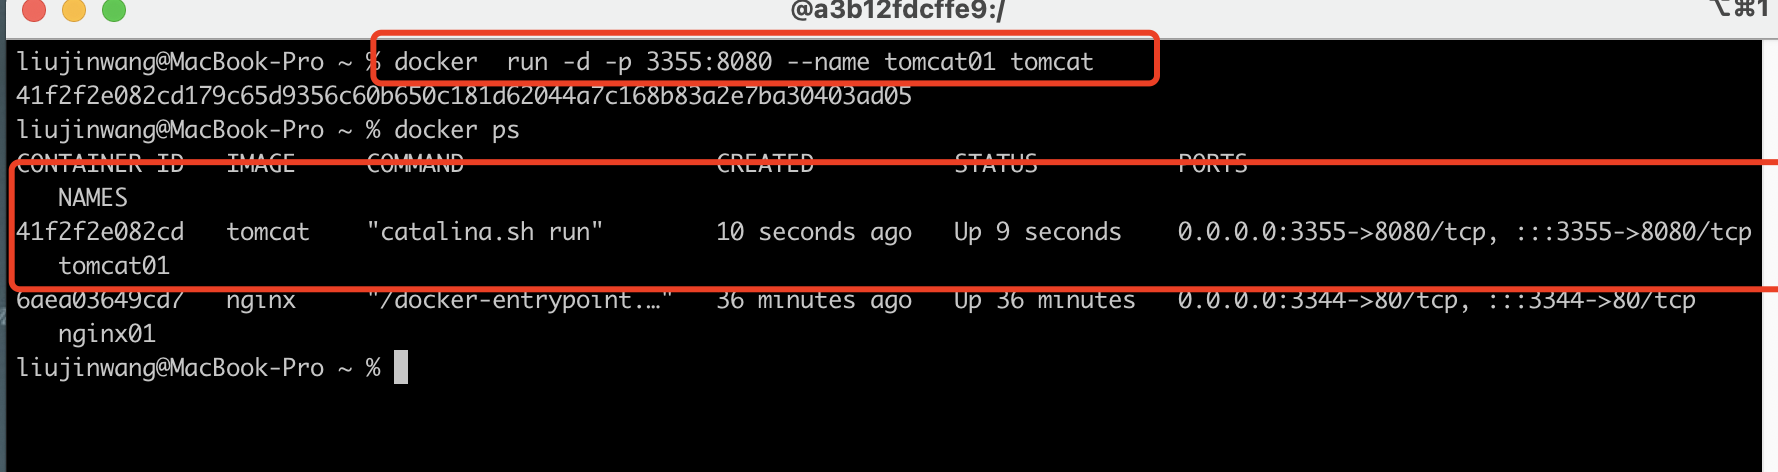 @a3b12fdcffe9:/
⌥⌘1
liujinwang@MacBook-Pro ~ % docker  run -d -p 3355:8080 --name tomcat01 tomcat
41f2f2e082cd179c65d9356c60b650c181d62044a7c168b83a2e7ba30403ad05
liujinwang@MacBook-Pro ~ % docker ps
CONTAINER ID   IMAGE     COMMAND                  CREATED          STATUS          PORTS
   NAMES
41f2f2e082cd   tomcat    "catalina.sh run"        10 seconds ago   Up 9 seconds    0.0.0.0:3355->8080/tcp, :::3355->8080/tcp
   tomcat01
6aea03649cd7   nginx     "/docker-entrypoint.…"   36 minutes ago   Up 36 minutes   0.0.0.0:3344->80/tcp, :::3344->80/tcp
   nginx01
liujinwang@MacBook-Pro ~ %